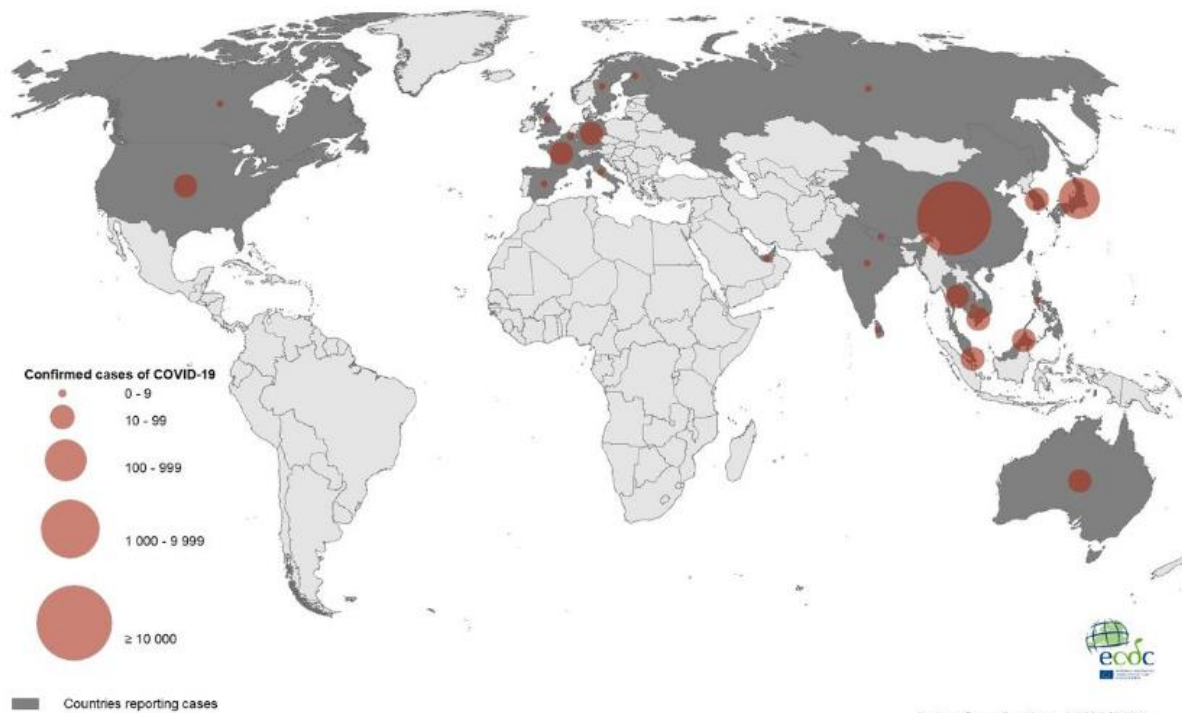 Confirmed cases of COVID-19
0 - 9
10 - 99
100 - 999
1 000 - 9 999
≥ 10 000
Countries reporting cases
ecdc